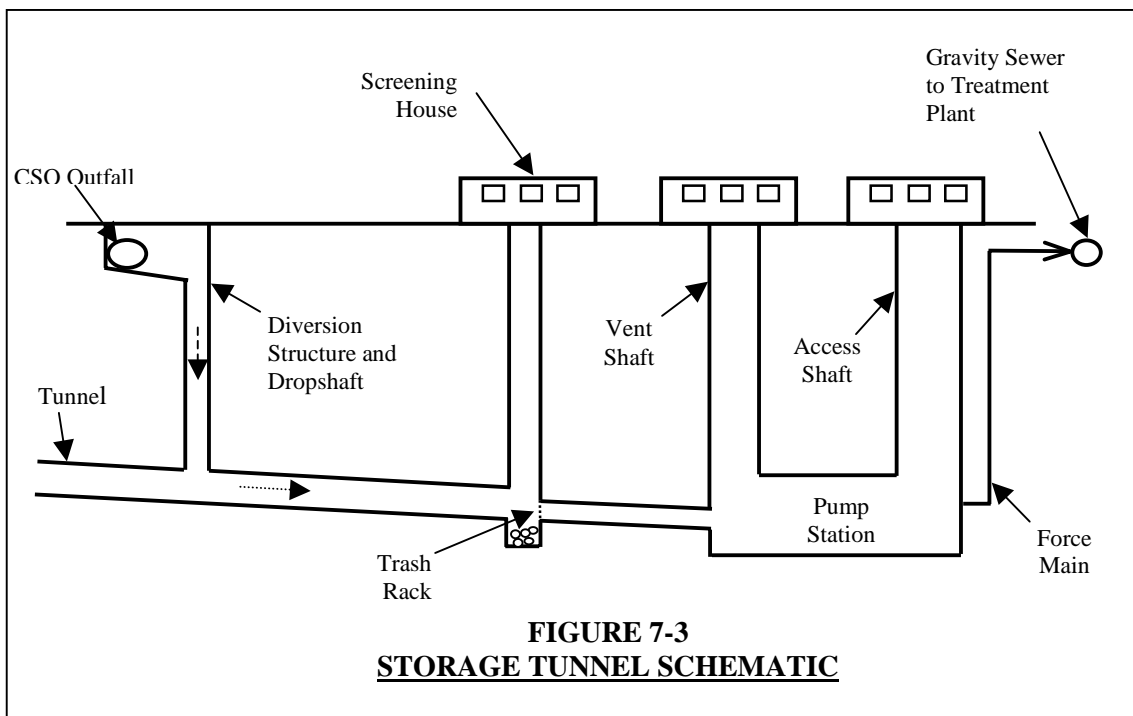 Gravity Sewer
to Treatment
Plant
Screening
House
CSO Outfall
Diversion
Structure and
Dropshaft
Vent
Shaft
Access
Shaft
Tunnel
Pump
Station
Trash
Rack
Force
Main
FIGURE 7-3
STORAGE TUNNEL SCHEMATIC